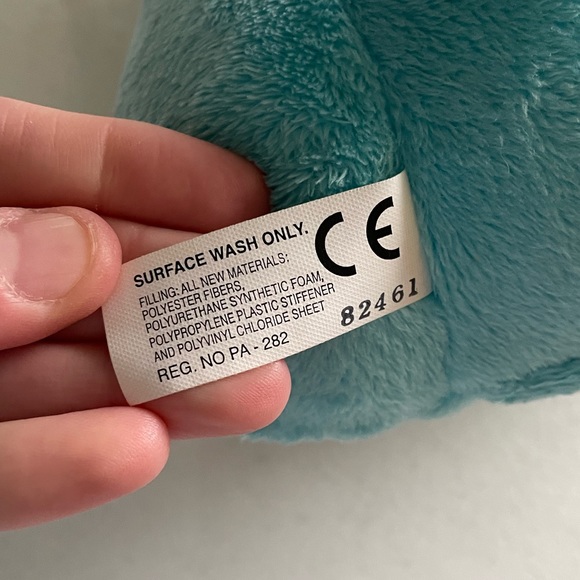 SURFACE WASH ONLY.
FILLING: ALL NEW MATERIALS:
POLYESTER FIBERS,
POLYURETHANE SYNTHETIC FOAM,
POLYPROPYLENE PLASTIC STIFFENER
AND POLYVINYL CHLORIDE SHEET
REG. NO PA - 282
CE
82461